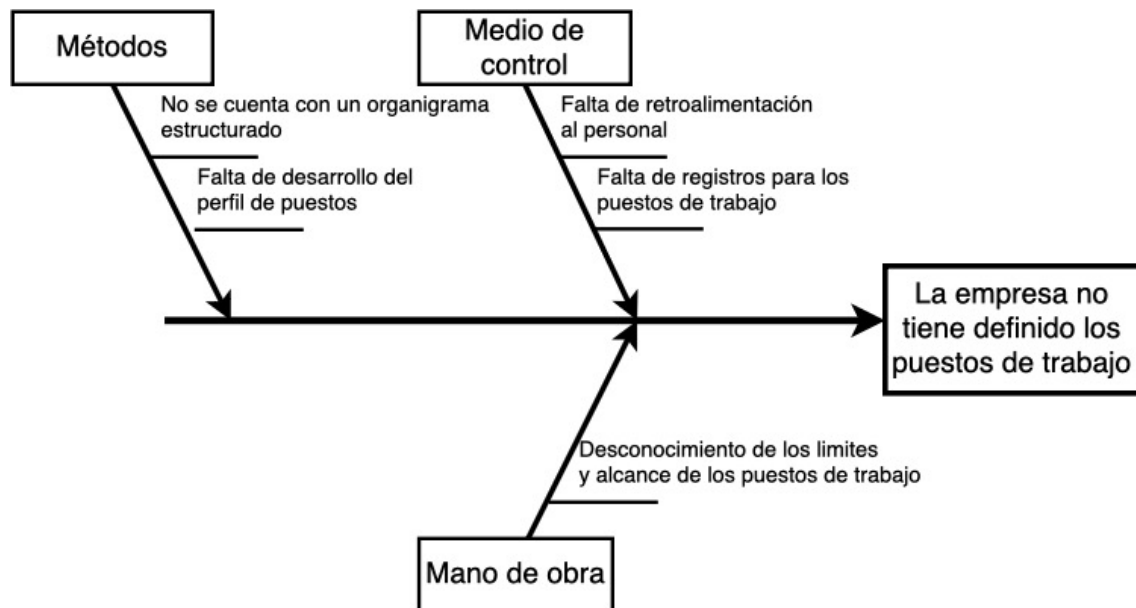 Métodos
Medio de
control
No se cuenta con un organigrama
estructurado
Falta de desarrollo del
perfil de puestos
Falta de retroalimentación
al personal
Falta de registros para los
puestos de trabajo
La empresa no
tiene definido los
puestos de trabajo
Desconocimiento de los limites
y alcance de los puestos de trabajo
Mano de obra